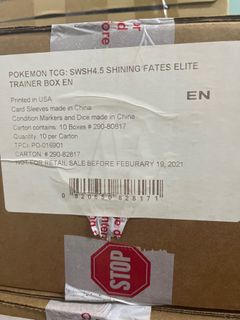 POKEMON TCG: SWSH4.5 SHINING FATES ELITE
TRAINER BOX EN
Printed in USA
Card Sleeves made in China
Condition Markers and Dice made in China
Carton contains: 10 Boxes # 290-80817
Quantity: 10 per Carton
TPCi PO-016901
CARTON # 290-82817
NOT FOR RETAIL SALE BEFORE FEBURARY 19, 2021
EN
STOP